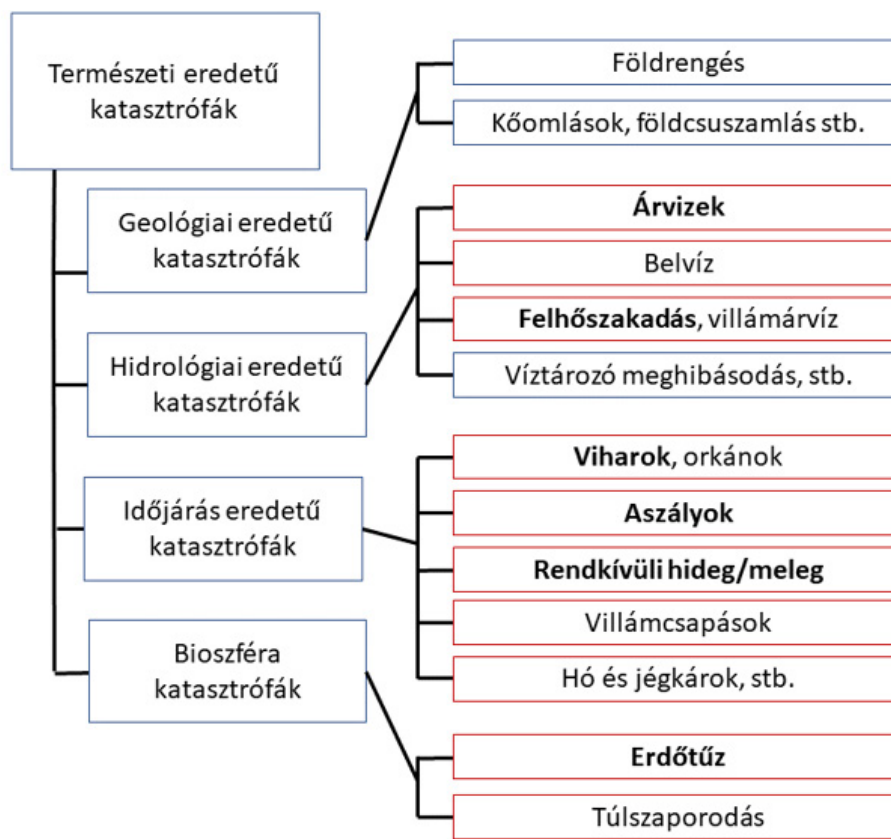 Természeti eredetű
katasztrófák
Földrengés
Kőomlások, földcsuszamlás stb.
Geológiai eredetű
katasztrófák
Árvizek
Belvíz
Felhőszakadás, villámárvíz
Víztározó meghibásodás, stb.
Hidrológiai eredetű
katasztrófák
Viharok, orkánok
Aszályok
Rendkívüli hideg/meleg
Villámcsapások
Hó és jégkárok, stb.
Időjárás eredetű
katasztrófák
Bioszféra
katasztrófák
Erdőtűz
Túlszaporodás